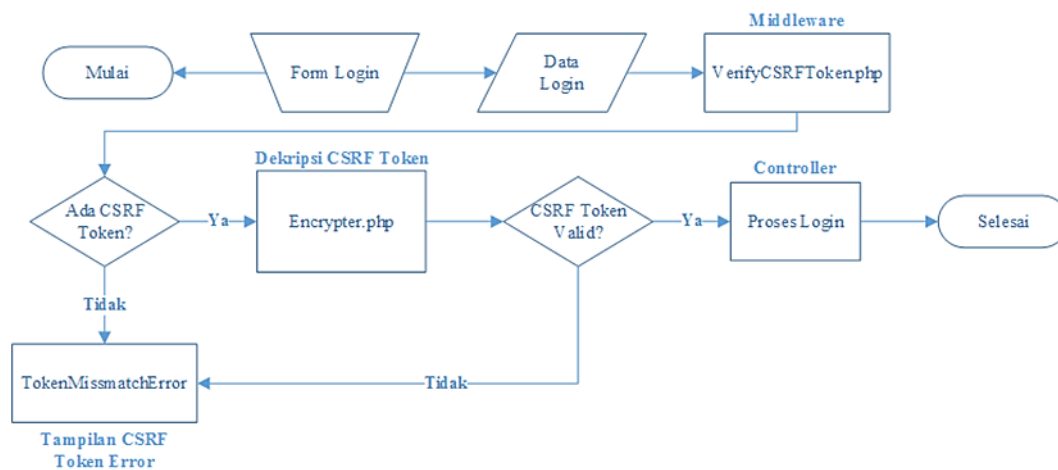 Middleware
Mulai
Form Login
Data
Login
VerifyCSRFToken.php
Dekripsi CSRF Token
Controller
Ada CSRF
Token?
Ya
Encrypter.php
CSRF Token
Valid?
Ya
Proses Login
Selesai
Tidak
TokenMissmatchError
Tidak
Tampilan CSRF
Token Error